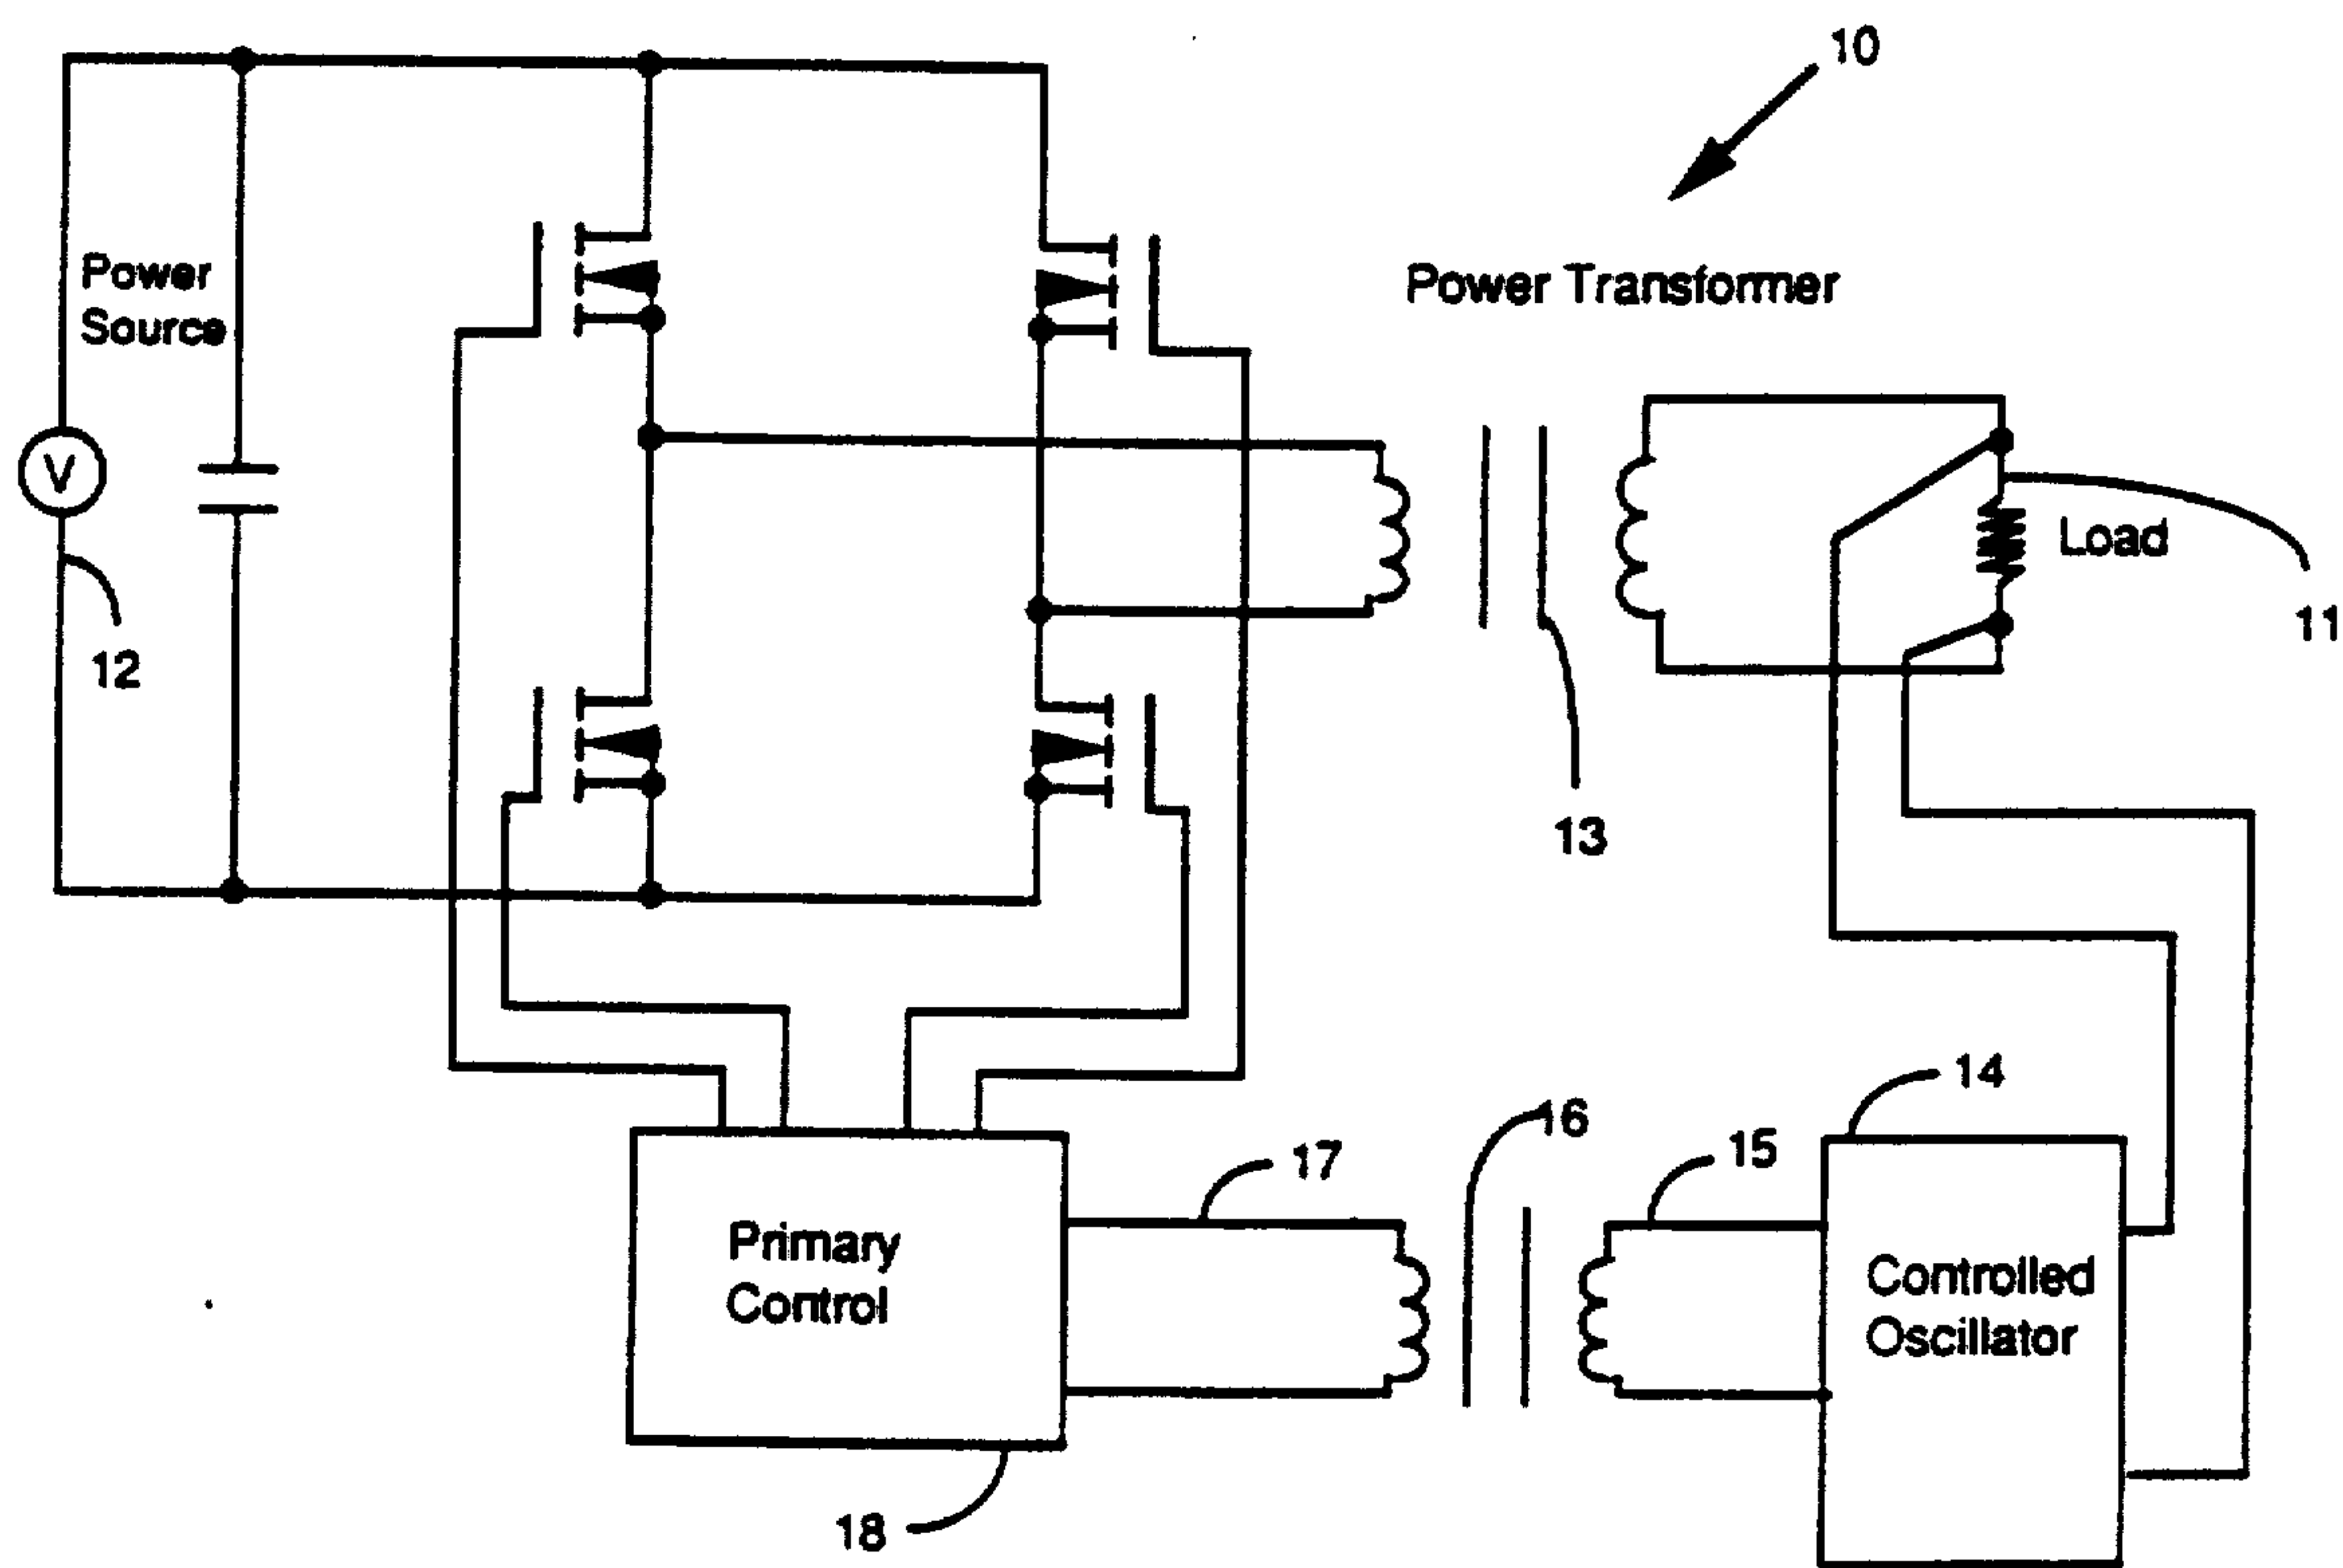 10
Power
Source
Power Transformer
V
Load
11
12
13
14
16
15
17
Primary
Control
Controlled
Oscillator
18